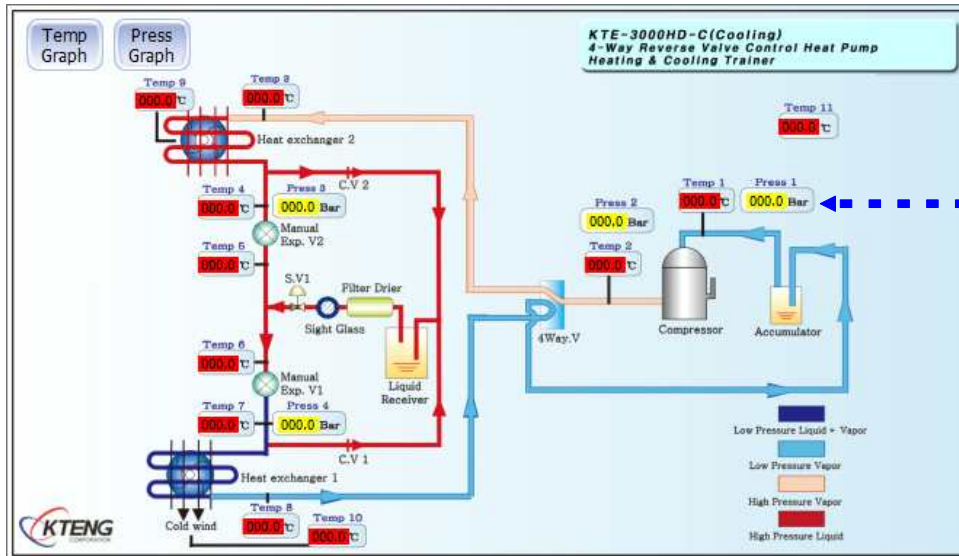 Temp
Graph
Press
Graph
KTE-3000HD-C(Cooling)
4-Way Reverse Valve Control Heat Pump
Heating & Cooling Trainer
Temp 9
000.0 ℃
Temp 3
000.0 ℃
Temp 11
000.0 ℃
Heat exchanger 2
C.V 2
Temp 4
000.0 ℃
Press 3
000.0 Bar
Press 2
000.0 Bar
Temp 1
000.0 ℃
Press 1
000.0 Bar
Manual
Exp. V2
Temp 5
000.0 ℃
Temp 2
000.0 ℃
S.V1
Filter Drier
Sight Glass
4Way.V
Compressor
Accumulator
Temp 6
000.0 ℃
Manual
Exp. V1
Liquid
Receiver
Temp 7
000.0 ℃
Press 4
000.0 Bar
C.V 1
Heat exchanger 1
Cold wind
Temp 8
000.0 ℃
Temp 10
000.0 ℃
Low Pressure Liquid + Vapor
Low Pressure Vapor
High Pressure Vapor
High Pressure Liquid
KTENG
CORPORATION